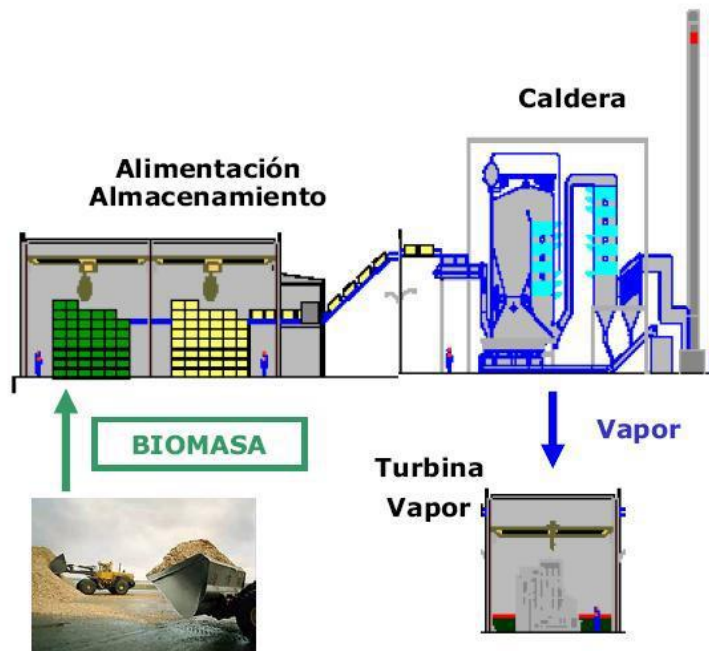 Caldera
Alimentación
Almacenamiento
BIOMASA
Vapor
Turbina
Vapor